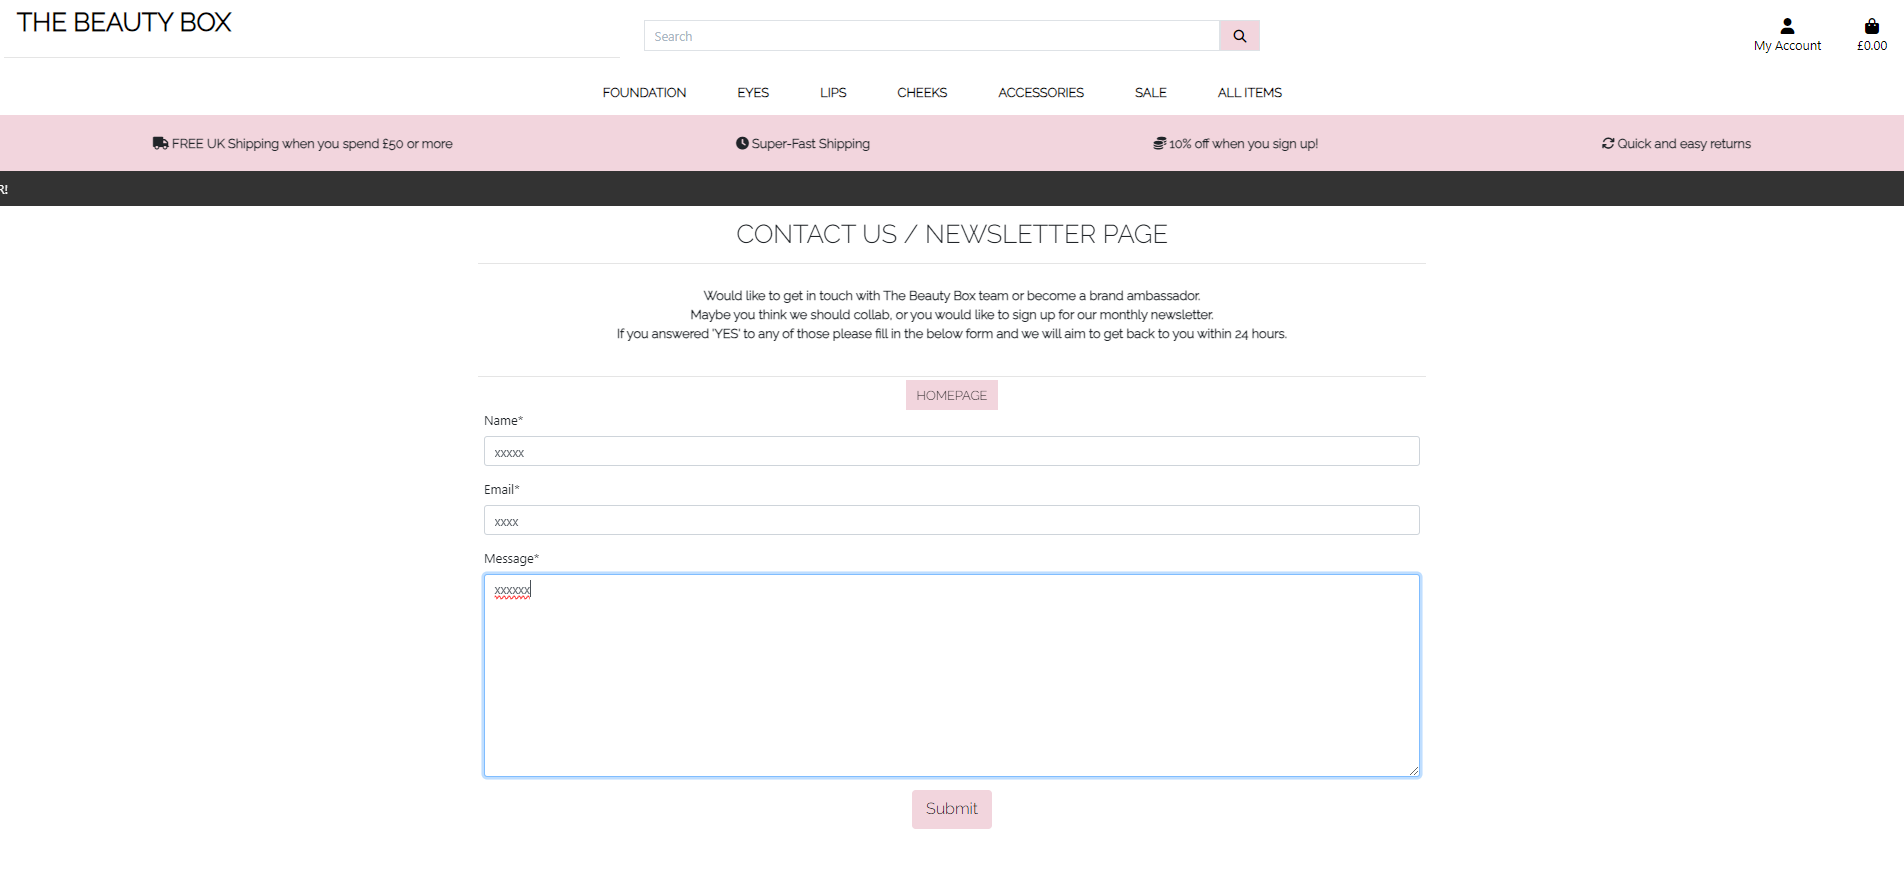 THE BEAUTY BOX
Search
My Account
£0.00
FOUNDATION EYES LIPS CHEEKS ACCESSORIES SALE ALL ITEMS
FREE UK Shipping when you spend £50 or more Super-Fast Shipping 10% off when you sign up! Quick and easy returns
R!
CONTACT US / NEWSLETTER PAGE
Would like to get in touch with The Beauty Box team or become a brand ambassador.
Maybe you think we should collab, or you would like to sign up for our monthly newsletter.
If you answered 'YES' to any of those please fill in the below form and we will aim to get back to you within 24 hours.
HOMEPAGE
Name*
xxxxx
Email*
xxxx
Message*
xxxxxx
Submit